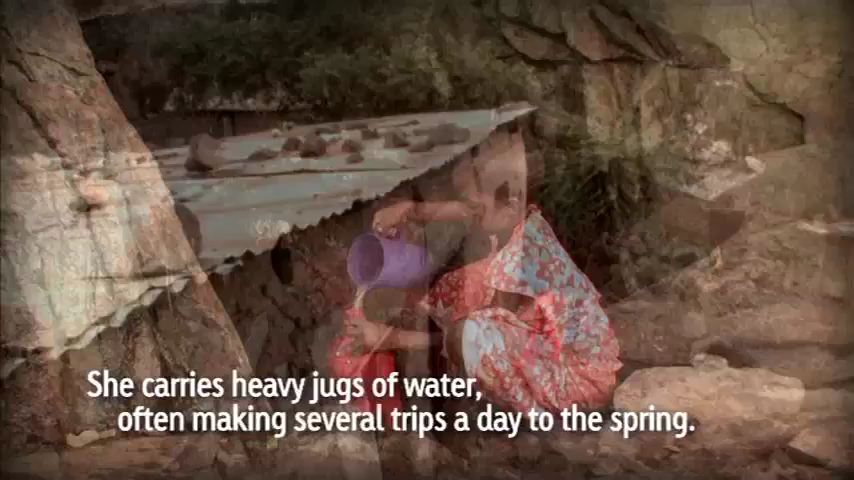 She carries heavy jugs of water,
often making several trips a day to the spring.